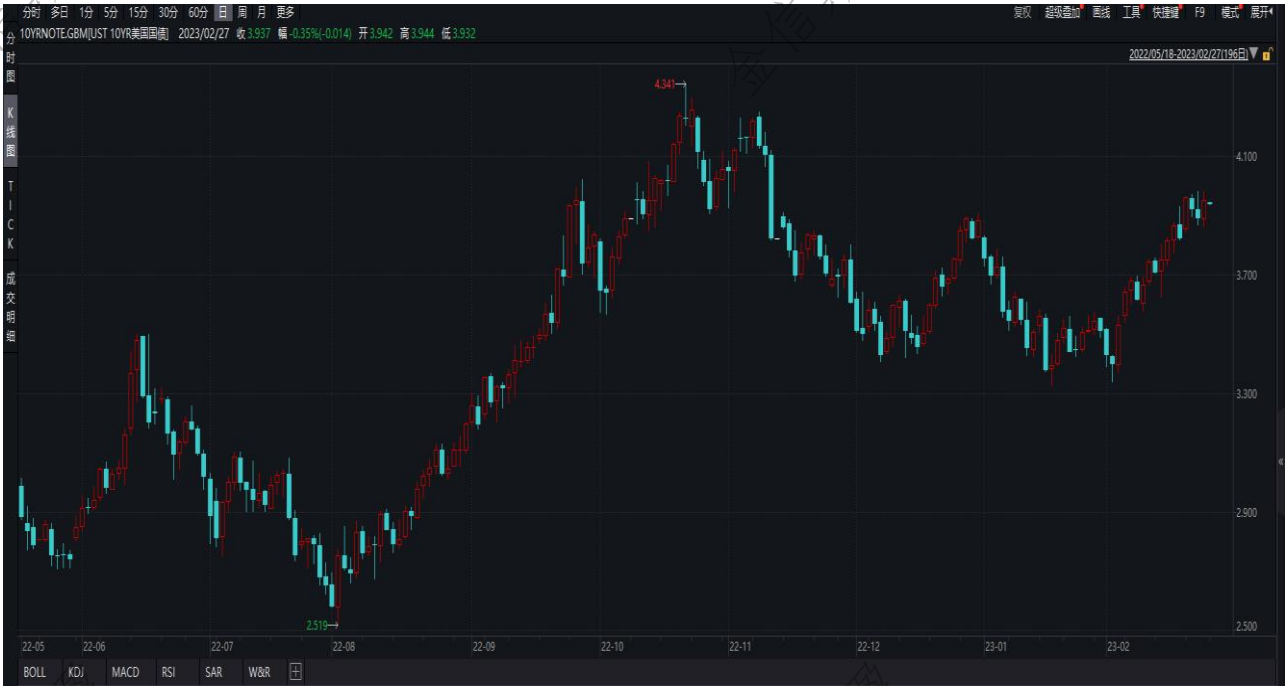 分时 多日 1分 5分 15分 30分 60分 日 周 月 更多 复权 超级叠加 画线 工具 快捷键 F9 模式 展开
10YRNOTE.GBM[UST 10YR美国国债] 2023/02/27 收3.937 幅-0.35%(-0.014) 开3.942 高3.944 低3.932
2022/05/18-2023/02/27(196日)
分时图
K线图
TICK
成交明细
4.341
4.100
3.700
3.300
2.900
2.519
2.500
22-05 22-06 22-07 22-08 22-09 22-10 22-11 22-12 23-01 23-02
BOLL KDJ MACD RSI SAR W&R